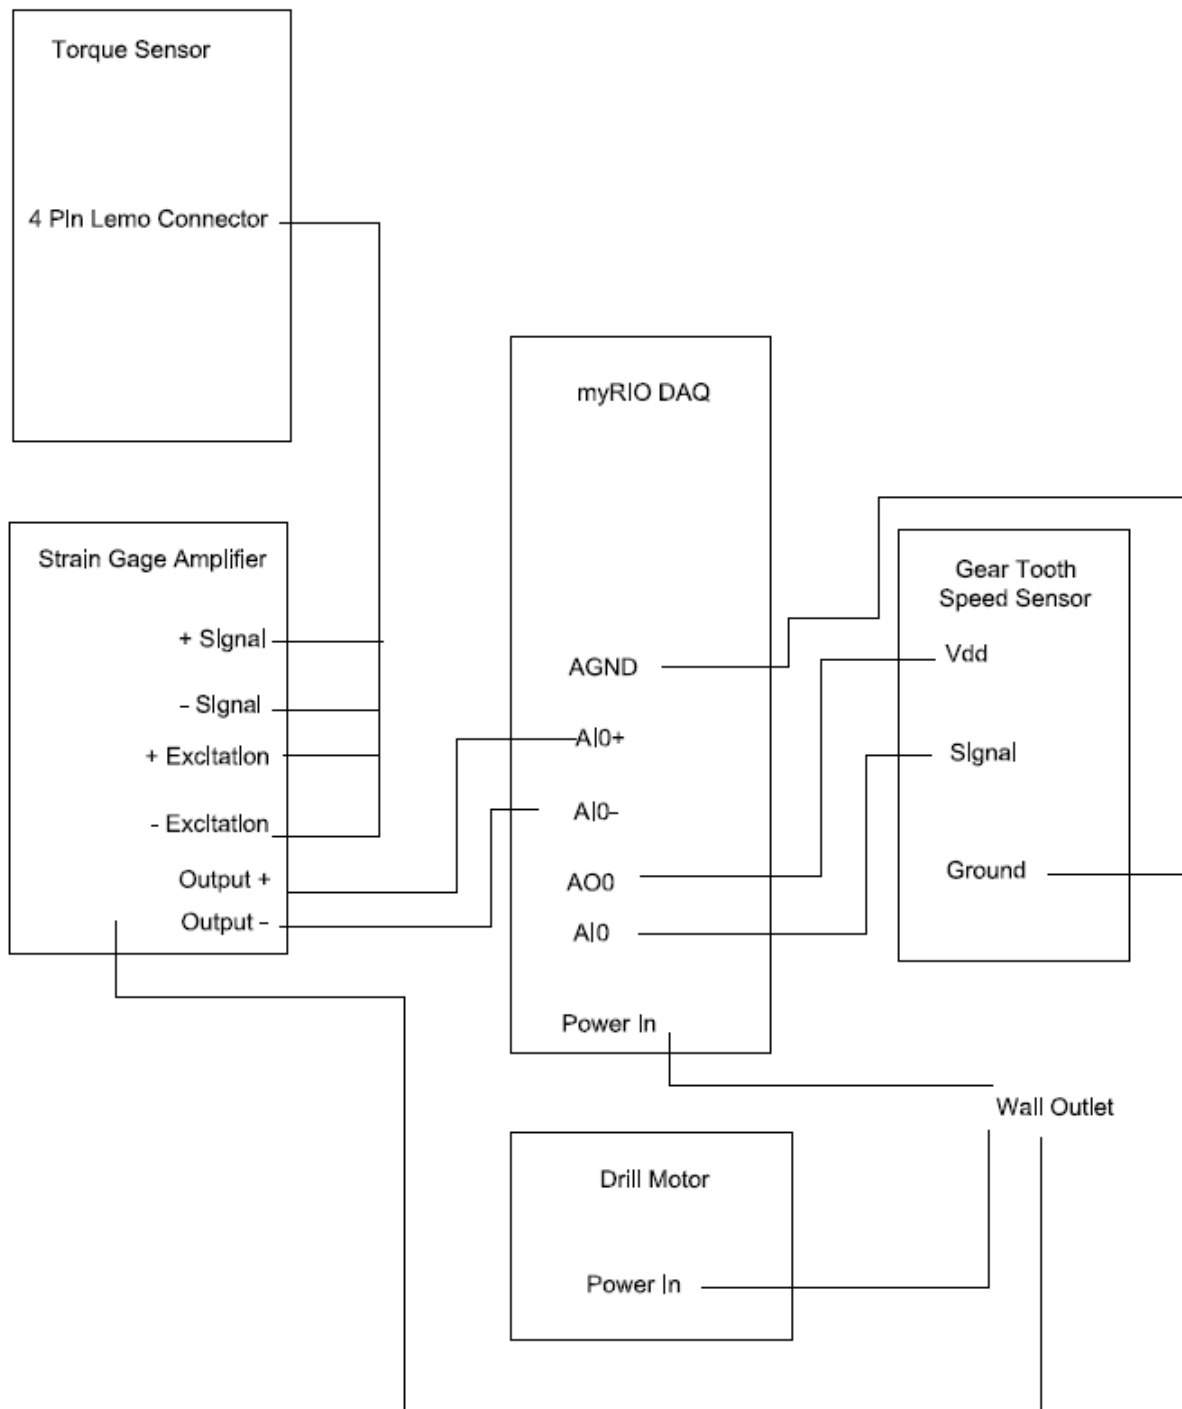 Torque Sensor
4 Pin Lemo Connector
Strain Gage Amplifier
+ Signal
- Signal
+ Excitation
- Excitation
Output +
Output -
myRIO DAQ
AGND
AI0+
AI0-
AO0
AI0
Power In
Gear Tooth
Speed Sensor
Vdd
Signal
Ground
Wall Outlet
Drill Motor
Power In